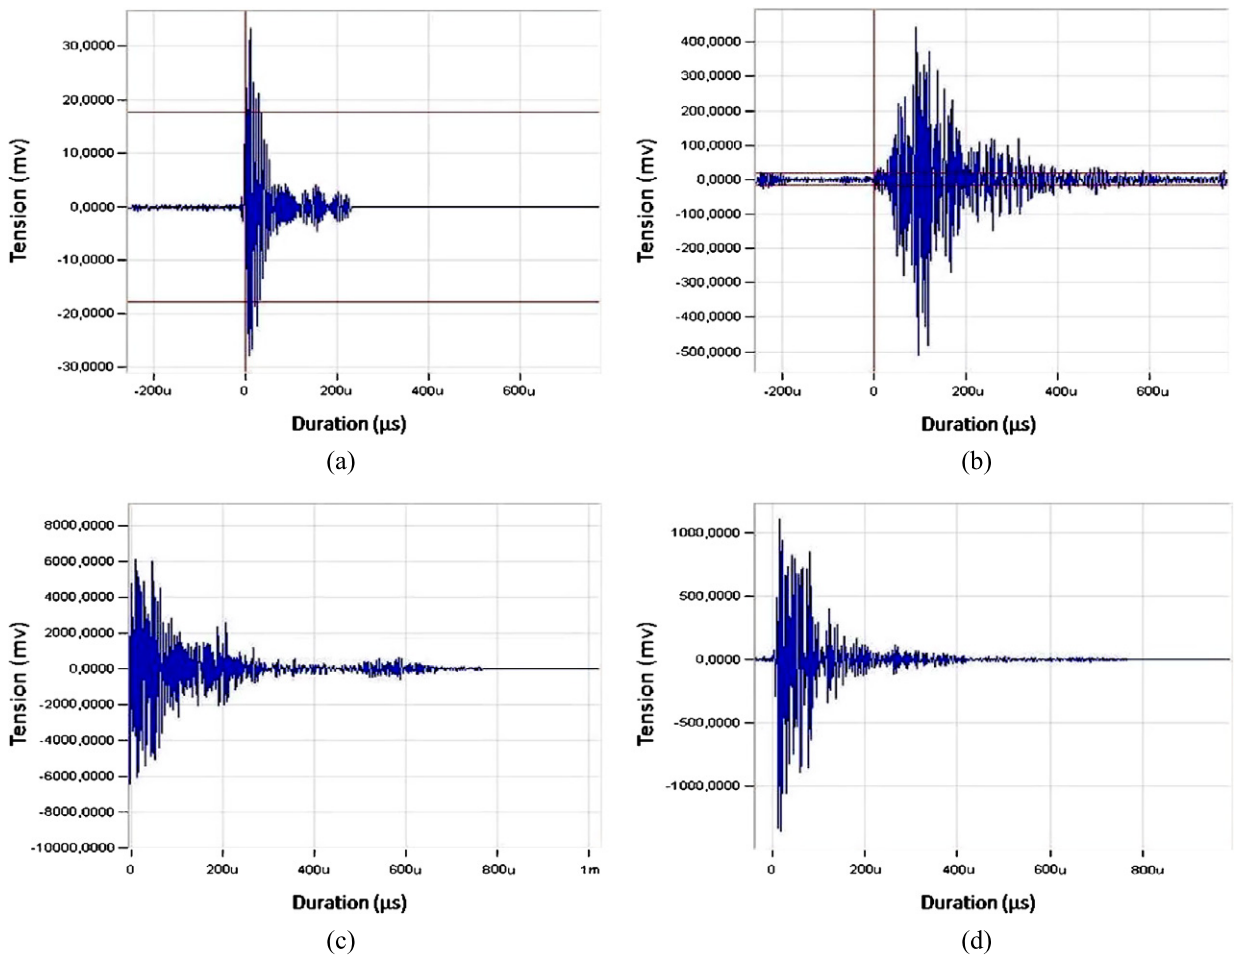 30,0000
20,0000
10,0000
0,0000
-10,0000
-20,0000
-30,0000
Tension (mv)
-200u 0 200u 400u 600u
Duration (µs)
(a)
400,0000
300,0000
200,0000
100,0000
0,0000
-100,0000
-200,0000
-300,0000
-400,0000
-500,0000
Tension (mv)
-200u 0 200u 400u 600u
Duration (µs)
(b)
8000,0000
6000,0000
4000,0000
2000,0000
0,0000
-2000,0000
-4000,0000
-6000,0000
-8000,0000
-10000,0000
Tension (mv)
0 200u 400u 600u 800u 1m
Duration (µs)
(c)
1000,0000
500,0000
0,0000
-500,0000
-1000,0000
Tension (mv)
0 200u 400u 600u 800u
Duration (µs)
(d)